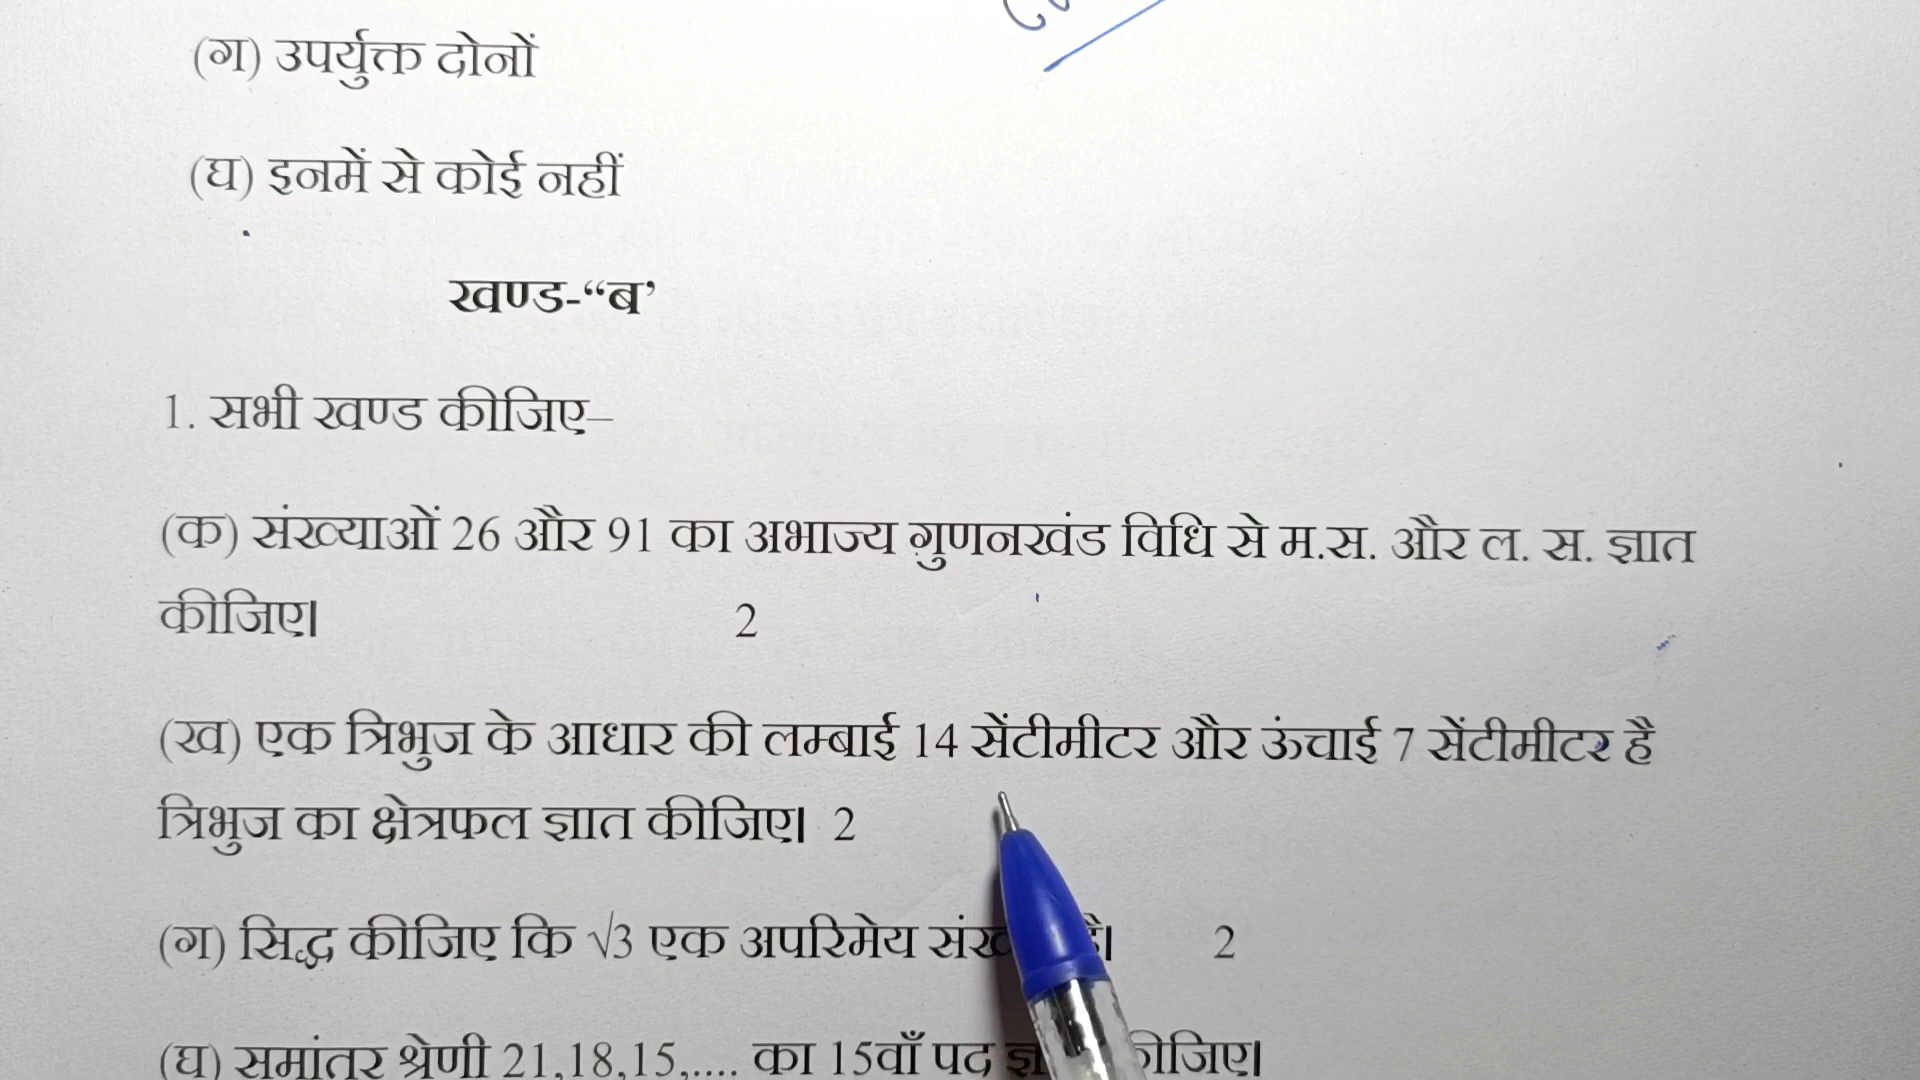 (ग) उपर्युक्त दोनों
(घ) इनमें से कोई नहीं
खण्ड-“ब’
1. सभी खण्ड कीजिए–
(क) संख्याओं 26 और 91 का अभाज्य गुणनखंड विधि से म.स. और ल. स. ज्ञात
कीजिए। 2
(ख) एक त्रिभुज के आधार की लम्बाई 14 सेंटीमीटर और ऊंचाई 7 सेंटीमीटर है
त्रिभुज का क्षेत्रफल ज्ञात कीजिए। 2
(ग) सिद्ध कीजिए कि √3 एक अपरिमेय है। 2
(घ) समांतर श्रेणी 21,18,15,.... का 15वाँ पद